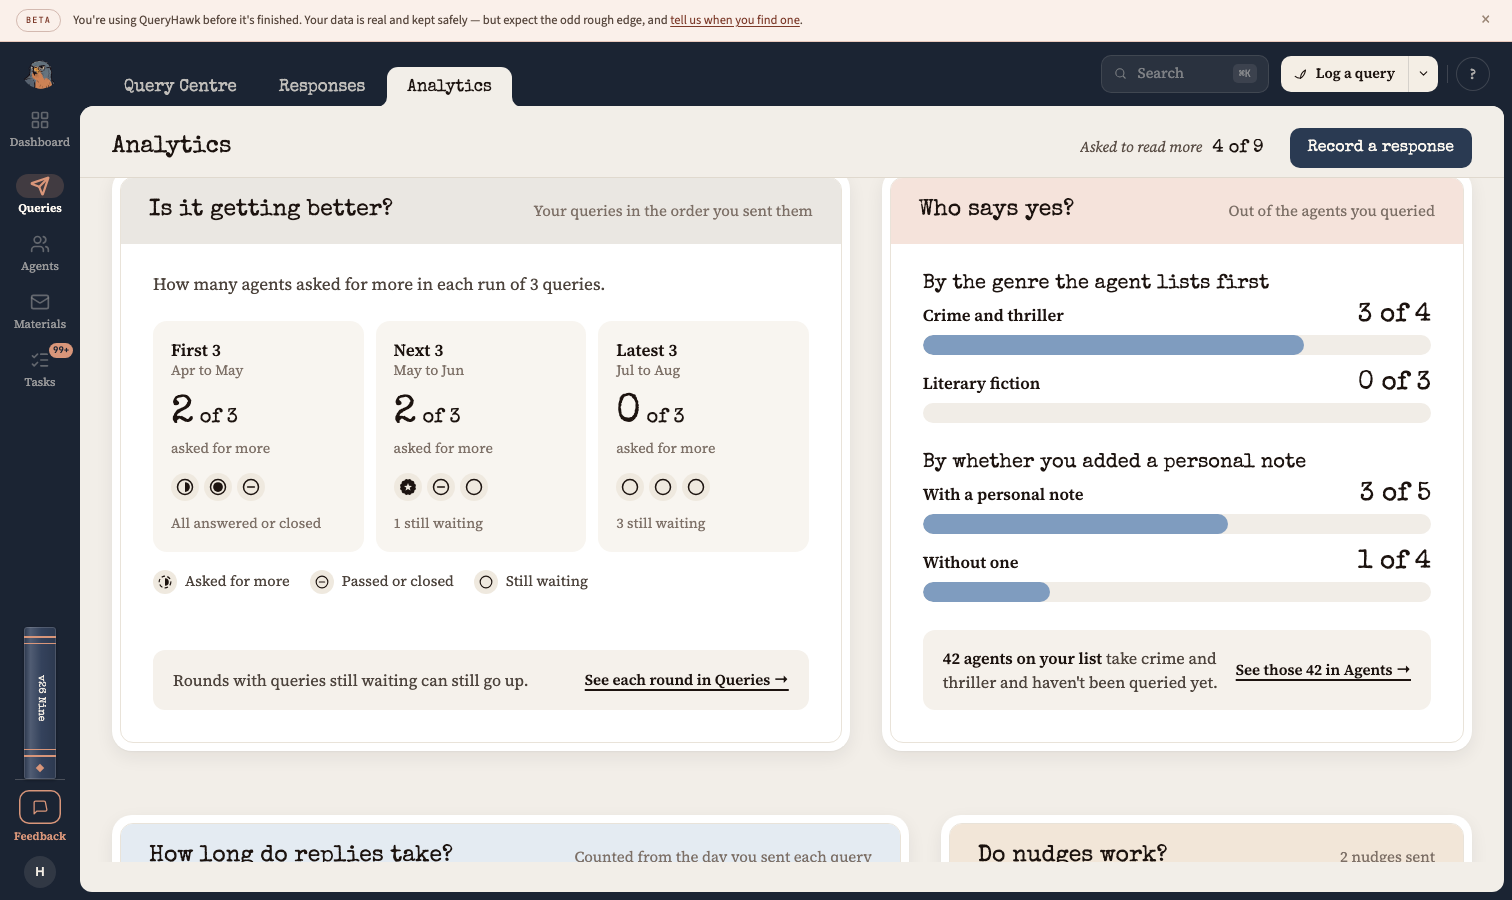 BETA
You're using QueryHawk before it's finished. Your data is real and kept safely — but expect the odd rough edge, and tell us when you find one.
×
Query Centre
Responses
Analytics
Search
⌘K
Log a query
?
Dashboard
Queries
Agents
Materials
99+
Tasks
v26 Nine
Feedback
H
Analytics
Asked to read more 4 of 9
Record a response
Is it getting better?
Your queries in the order you sent them
How many agents asked for more in each run of 3 queries.
First 3
Apr to May
2 of 3
asked for more
All answered or closed
Next 3
May to Jun
2 of 3
asked for more
1 still waiting
Latest 3
Jul to Aug
0 of 3
asked for more
3 still waiting
Asked for more
Passed or closed
Still waiting
Rounds with queries still waiting can still go up.
See each round in Queries →
Who says yes?
Out of the agents you queried
By the genre the agent lists first
Crime and thriller
3 of 4
Literary fiction
0 of 3
By whether you added a personal note
With a personal note
3 of 5
Without one
1 of 4
42 agents on your list take crime and
thriller and haven't been queried yet.
See those 42 in Agents →
How long do replies take?
Counted from the day you sent each query
Do nudges work?
2 nudges sent